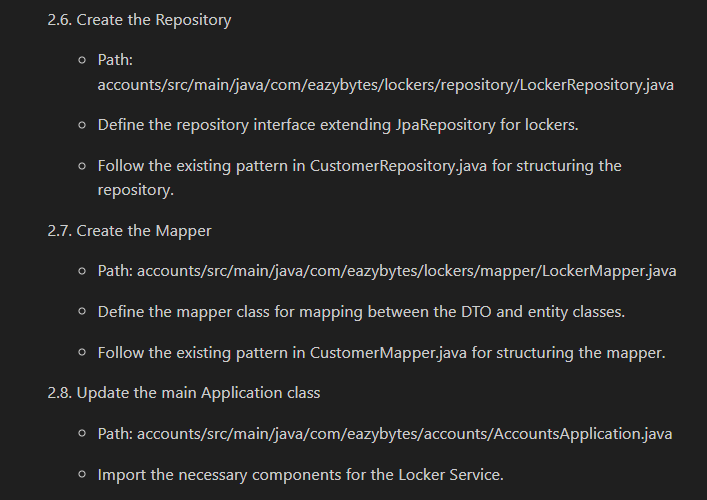 2.6. Create the Repository
○ Path:
accounts/src/main/java/com/eazybytes/lockers/repository/LockerRepository.java
○ Define the repository interface extending JpaRepository for lockers.
○ Follow the existing pattern in CustomerRepository.java for structuring the
repository.
2.7. Create the Mapper
○ Path: accounts/src/main/java/com/eazybytes/lockers/mapper/LockerMapper.java
○ Define the mapper class for mapping between the DTO and entity classes.
○ Follow the existing pattern in CustomerMapper.java for structuring the mapper.
2.8. Update the main Application class
○ Path: accounts/src/main/java/com/eazybytes/accounts/AccountsApplication.java
○ Import the necessary components for the Locker Service.